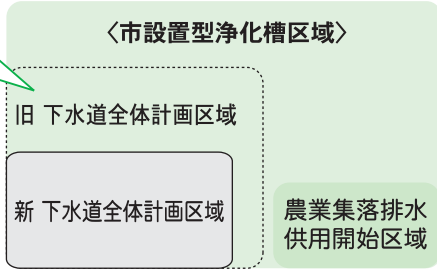 〈市設置型浄化槽区域〉
旧 下水道全体計画区域
新 下水道全体計画区域
農業集落排水
供用開始区域